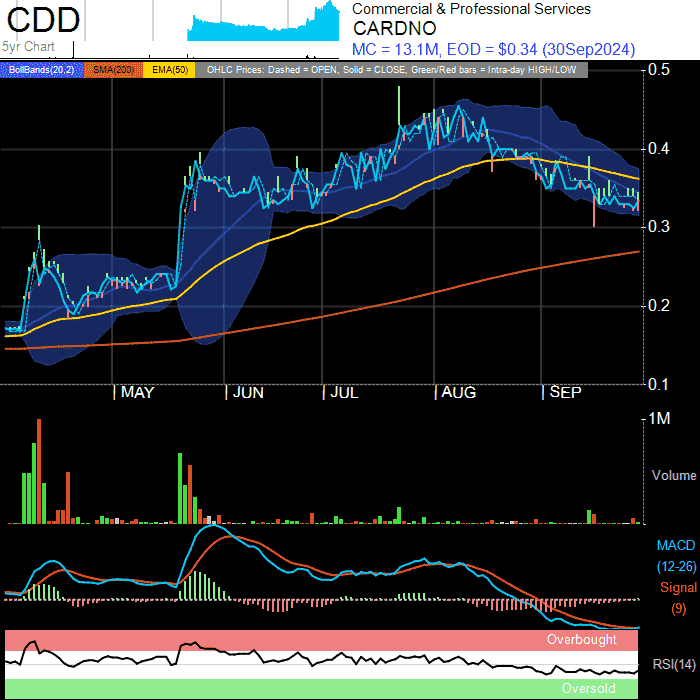 CDD
5yr Chart
Commercial & Professional Services
CARDNO
MC = 13.1M, EOD = $0.34 (30Sep2024)
BollBands(20,2) SMA(200) EMA(50) OHLC Prices: Dashed = OPEN, Solid = CLOSE, Green/Red bars = Intra-day HIGH/LOW
0.5
0.4
0.3
0.2
0.1
| MAY | JUN | JUL | AUG | SEP
1M
Volume
MACD
(12-26)
Signal
(9)
Overbought
RSI(14)
Oversold